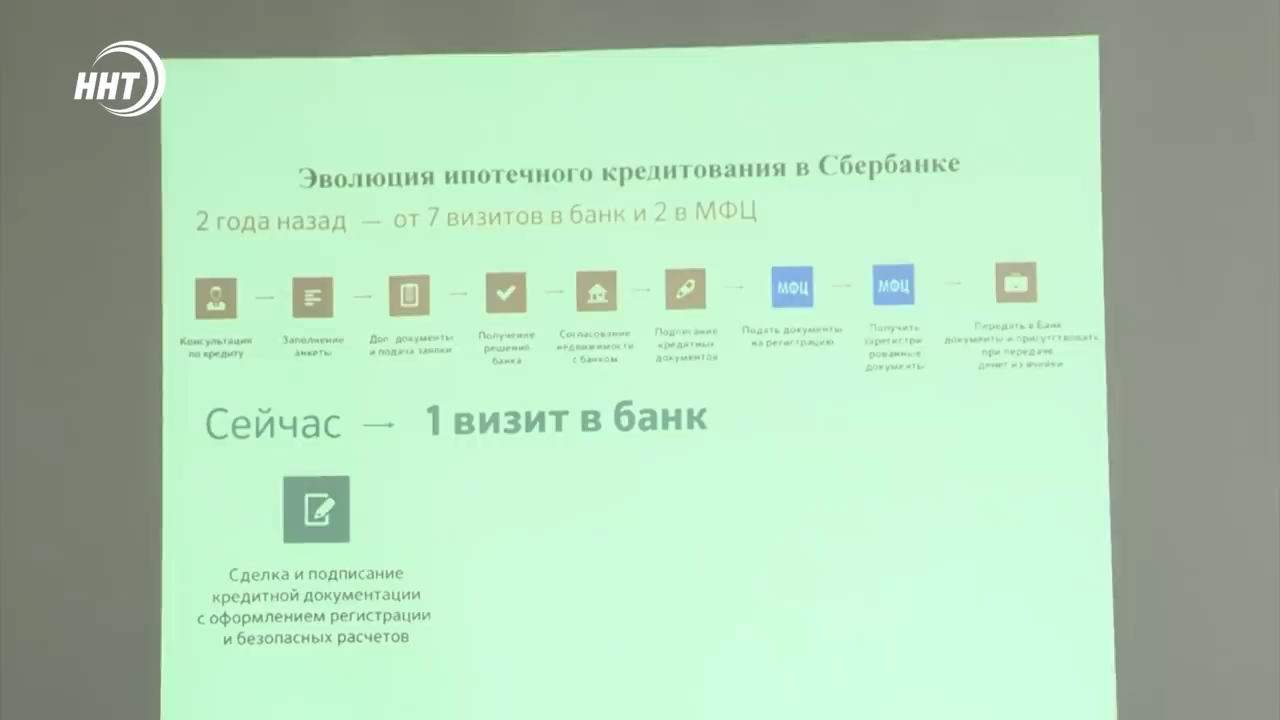 ННТ
Эволюция ипотечного кредитования в Сбербанке
2 года назад — от 7 визитов в банк и 2 в МФЦ
МФЦ
МФЦ
Консультация
по кредиту
Заполнение
анкеты
Доп. документы
и подача заявки
Получение
решения
банка
Согласование
недвижимости
с банком
Подписание
кредитных
документов
Подать документы
на регистрацию
Получить
зарегистри
рованные
документы
Передать в Банк
документы и присутствовать
при передаче
денег из ячейки
Сейчас → 1 визит в банк
Сделка и подписание
кредитной документации
с оформлением регистрации
и безопасных расчетов